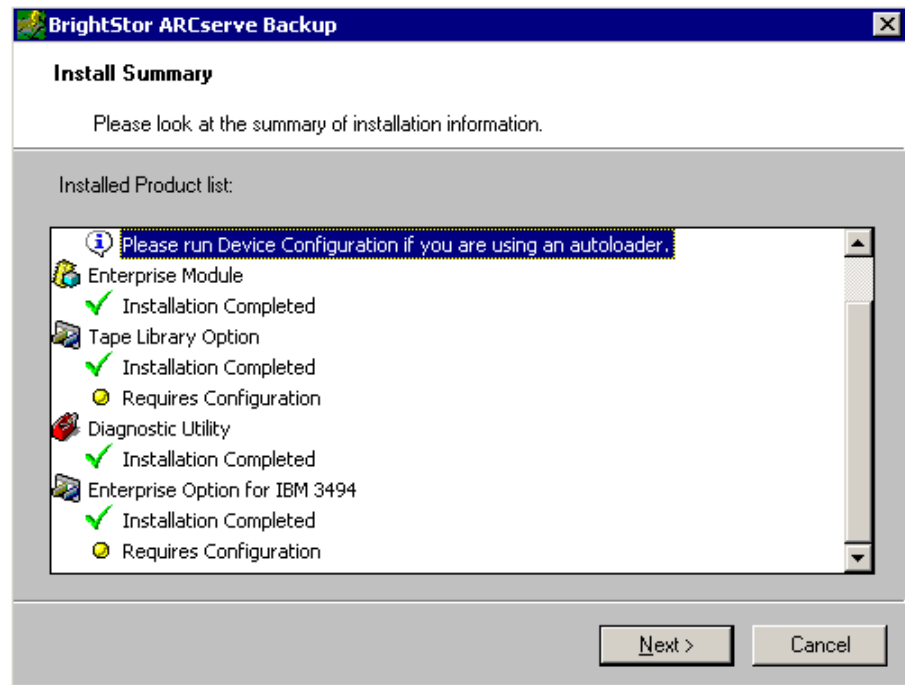 BrightStor ARCserve Backup
Install Summary
Please look at the summary of installation information.
Installed Product list:
Please run Device Configuration if you are using an autoloader.
Enterprise Module
Installation Completed
Tape Library Option
Installation Completed
Requires Configuration
Diagnostic Utility
Installation Completed
Enterprise Option for IBM 3494
Installation Completed
Requires Configuration
Next >
Cancel